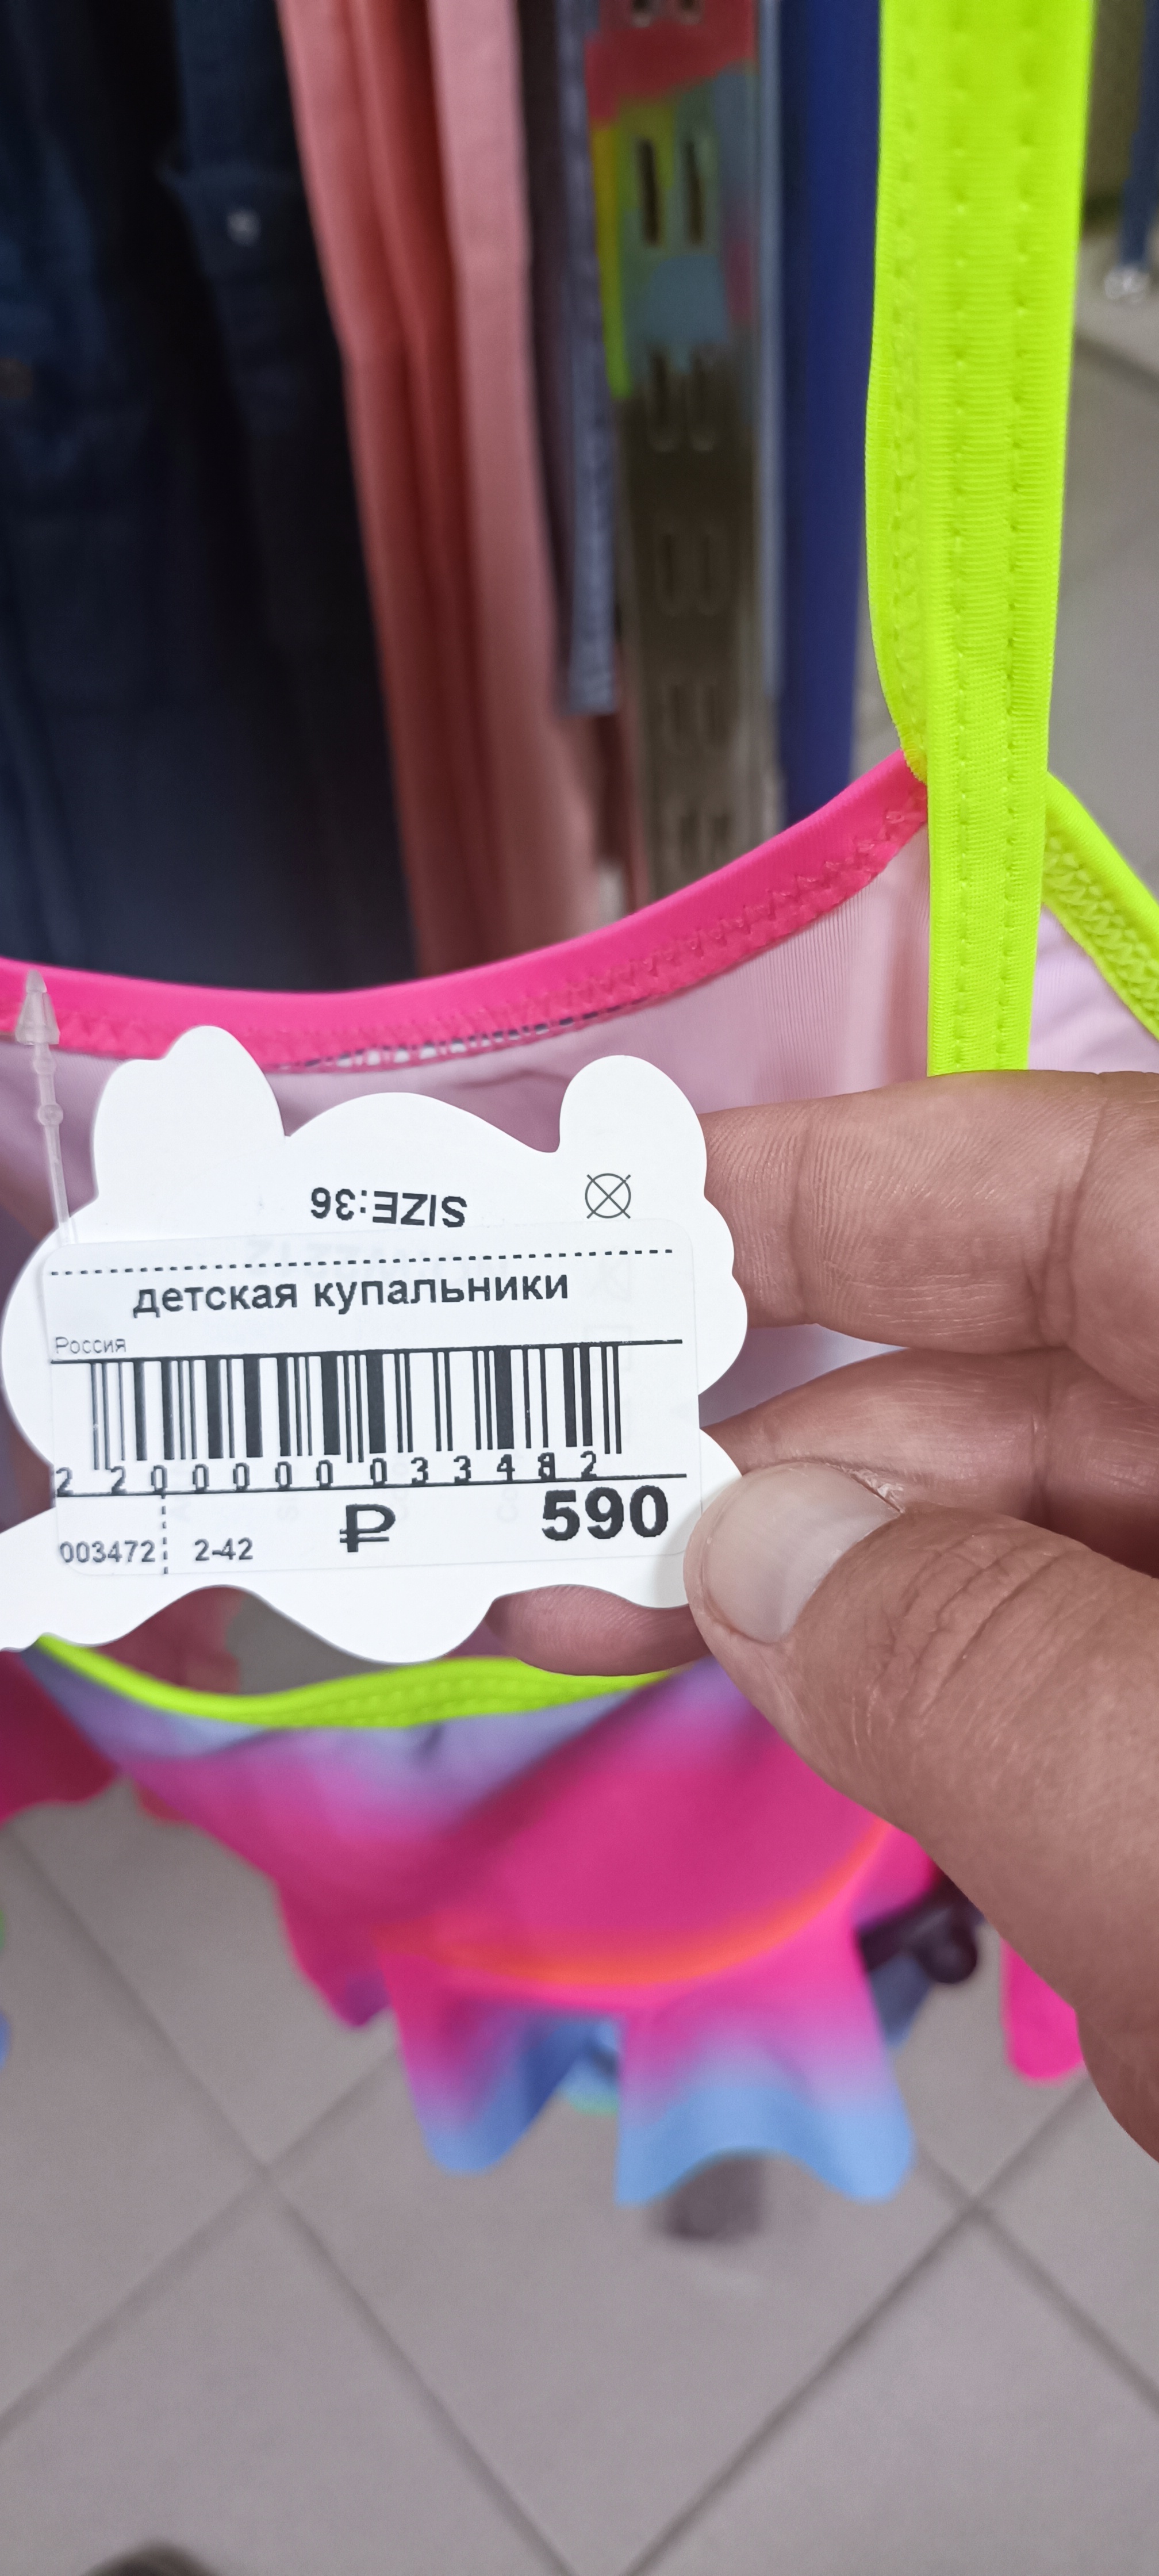 SIZE:36
детская купальники
Россия
2 200000 033482
₽ 590
003472 2-42